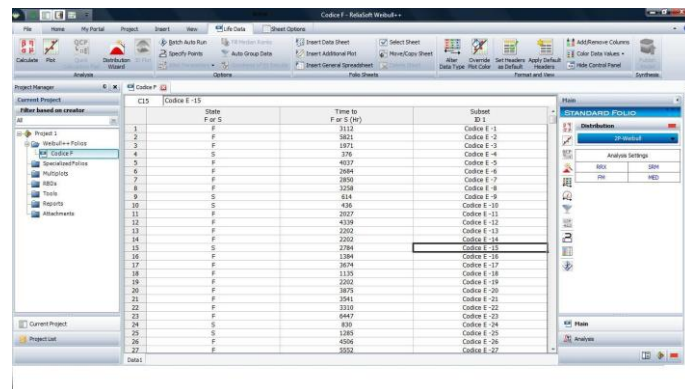 Codice F - ReliaSoft Weibull++
File Home My Portal Project Insert View Life Data Sheet Options
Calculate Plot QCP Distribution Wizard
Analysis
Batch Auto Run
Specify Points Auto Group Data
Options
Insert Data Sheet Select Sheet
Insert Additional Plot Move/Copy Sheet
Insert General Spreadsheet
Folio Sheets
Alter Data Type Override Plot Color Set Headers as Default Apply Default Headers
Add/Remove Columns
Edit Color Data Values
Hide Control Panel
Format and View
Synthesis
Project Manager
Current Project
Filter based on creator
All
Project 1
Weibull++ Folios
Codice F
Specialized Folios
Multiplots
RBDs
Tools
Reports
Attachments
Current Project
Project List
Codice F
C15 Codice E -15
State F or S Time to F or S (Hr) Subset ID 1
1 F 3112 Codice E -1
2 F 5821 Codice E -2
3 F 1971 Codice E -3
4 S 376 Codice E -4
5 F 4037 Codice E -5
6 F 2684 Codice E -6
7 F 2850 Codice E -7
8 F 3258 Codice E -8
9 S 614 Codice E -9
10 S 436 Codice E -10
11 F 2027 Codice E -11
12 F 4339 Codice E -12
13 F 2202 Codice E -13
14 F 2202 Codice E -14
15 S 2784 Codice E -15
16 F 1384 Codice E -16
17 F 3674 Codice E -17
18 F 1135 Codice E -18
19 F 2202 Codice E -19
20 F 3875 Codice E -20
21 F 3541 Codice E -21
22 F 3310 Codice E -22
23 F 6447 Codice E -23
24 S 830 Codice E -24
25 S 1285 Codice E -25
26 F 4506 Codice E -26
27 F 5552 Codice E -27
Data1
Main
STANDARD FOLIO
Distribution
2P-Weibull
Analysis Settings
RRX SRM
FM MED
Main
Analysis